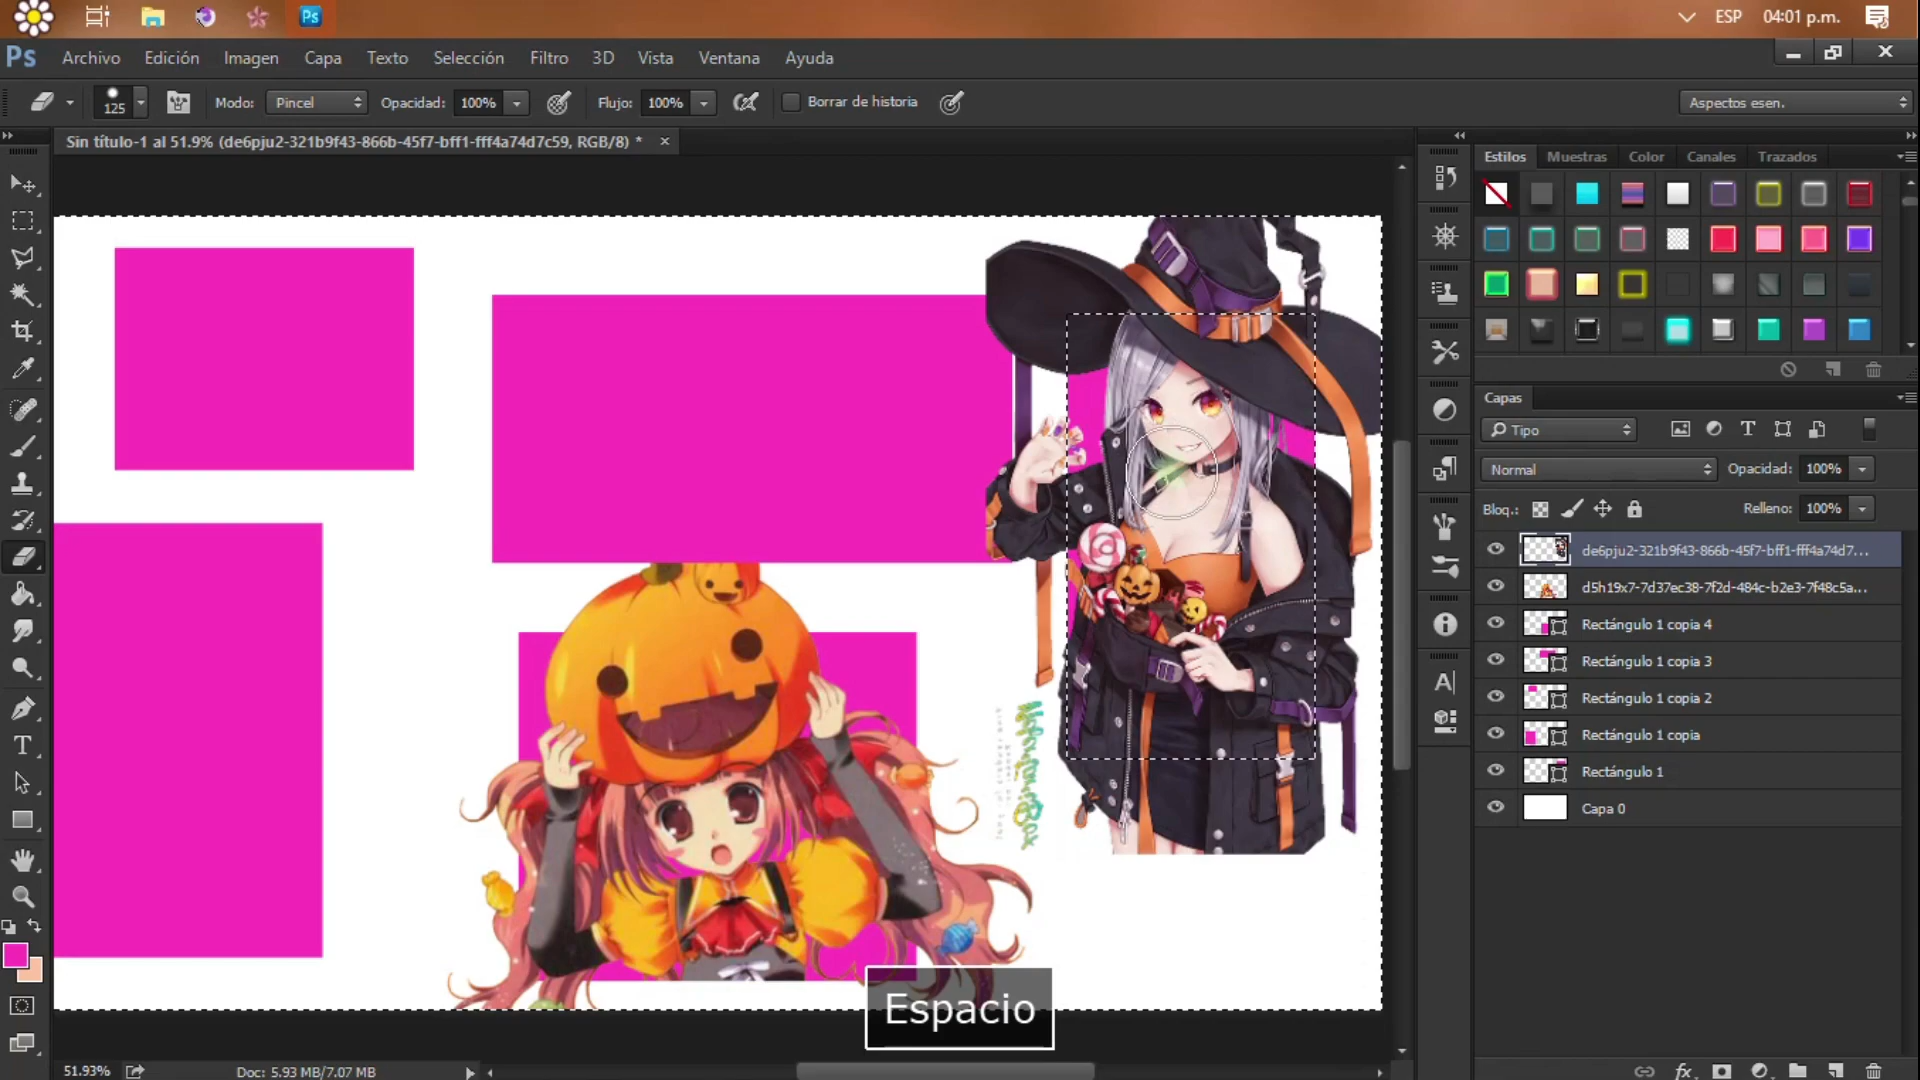 Ps
ESP
04:01 p.m.
Ps
Archivo
Edición
Imagen
Capa
Texto
Selección
Filtro
3D
Vista
Ventana
Ayuda
125
Modo:
Pincel
Opacidad:
100%
Flujo:
100%
Borrar de historia
Aspectos esen.
Sin título-1 al 51.9% (de6pju2-321b9f43-866b-45f7-bff1-fff4a74d7c59, RGB/8) *
Estilos
Muestras
Color
Canales
Trazados
Capas
Tipo
Normal
Opacidad:
100%
Bloq.:
Relleno:
100%
de6pju2-321b9f43-866b-45f7-bff1-fff4a74d7...
d5h19x7-7d37ec38-7f2d-484c-b2e3-7f48c5a...
Rectángulo 1 copia 4
Rectángulo 1 copia 3
Rectángulo 1 copia 2
Rectángulo 1 copia
Rectángulo 1
Capa 0
Espacio
51.93%
Doc: 5.93 MB/7.07 MB